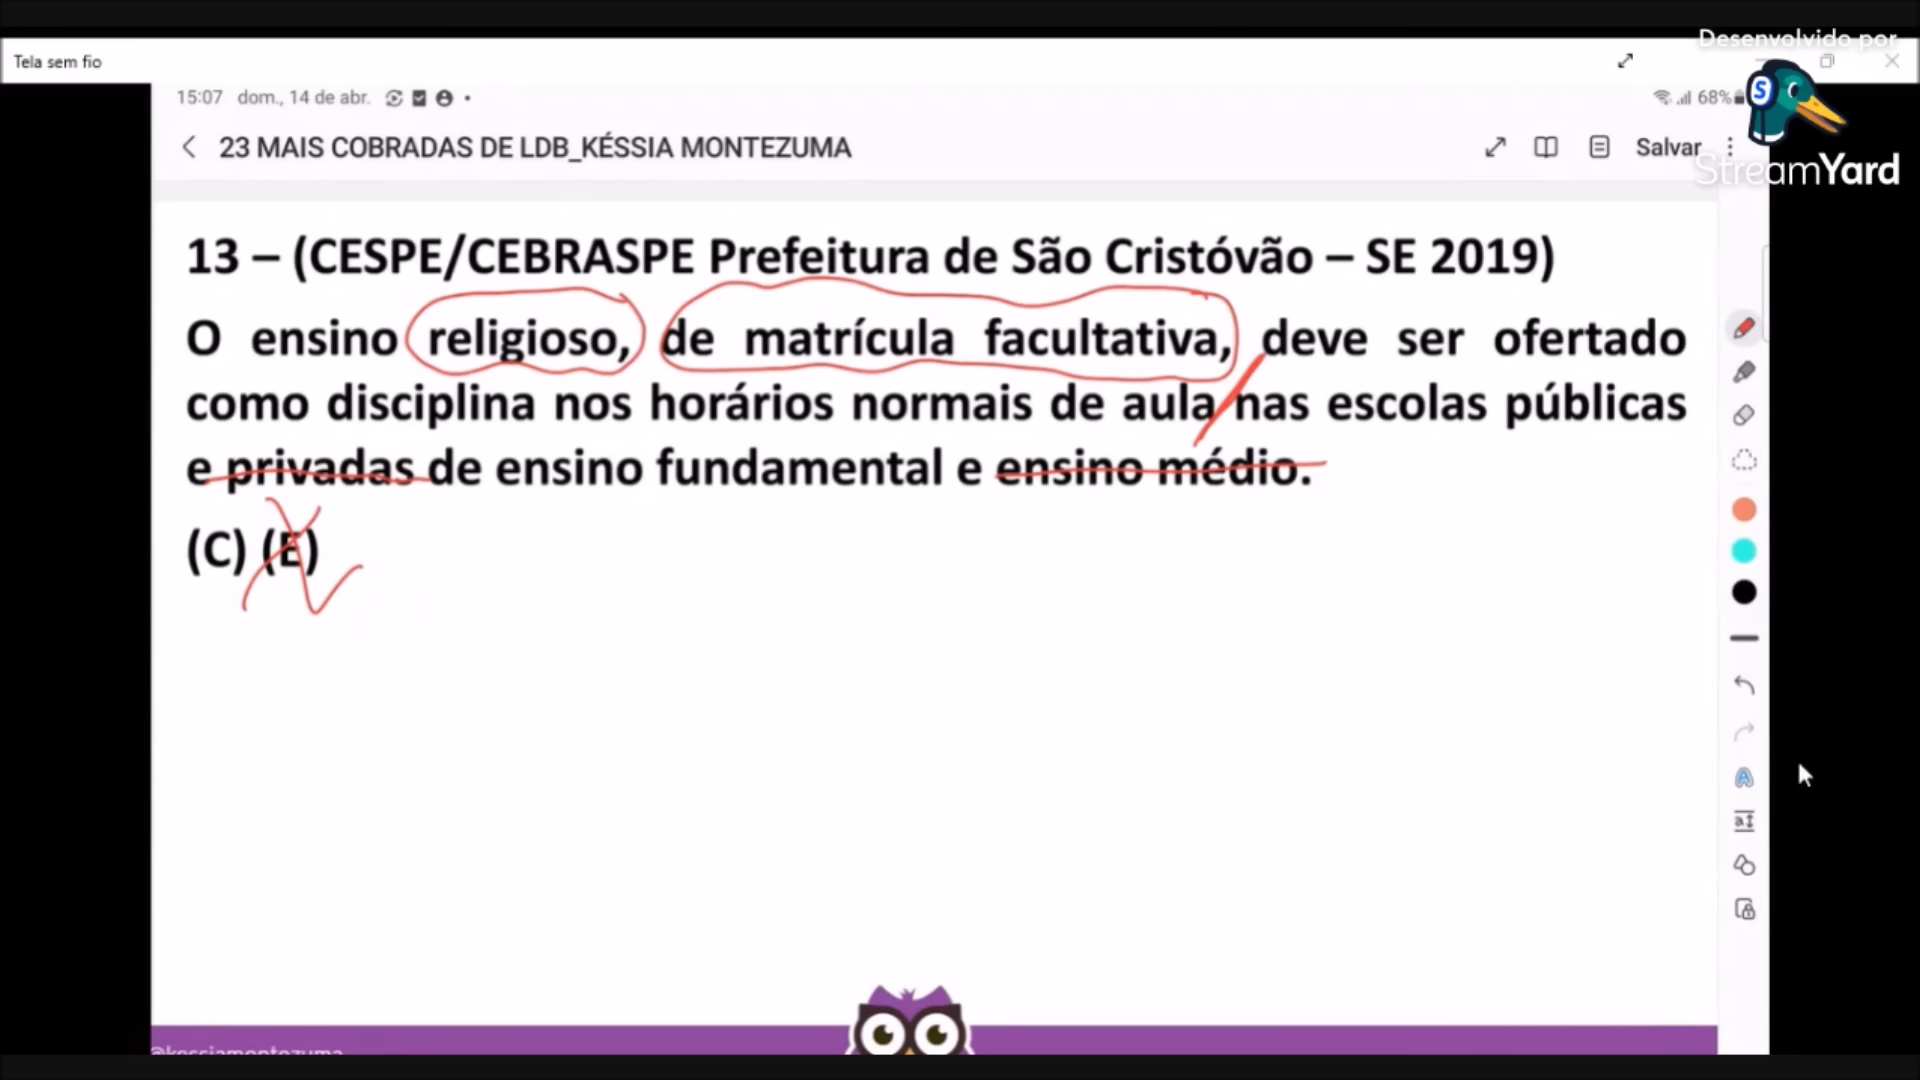 Desenvolvido por
Tela sem fio
15:07 dom., 14 de abr.
68%
23 MAIS COBRADAS DE LDB_KÉSSIA MONTEZUMA
Salvar
StreamYard
13 – (CESPE/CEBRASPE Prefeitura de São Cristóvão – SE 2019)
O ensino religioso, de matrícula facultativa, deve ser ofertado
como disciplina nos horários normais de aula nas escolas públicas
e privadas de ensino fundamental e ensino médio.
(C) (E)
@kessiamontezuma